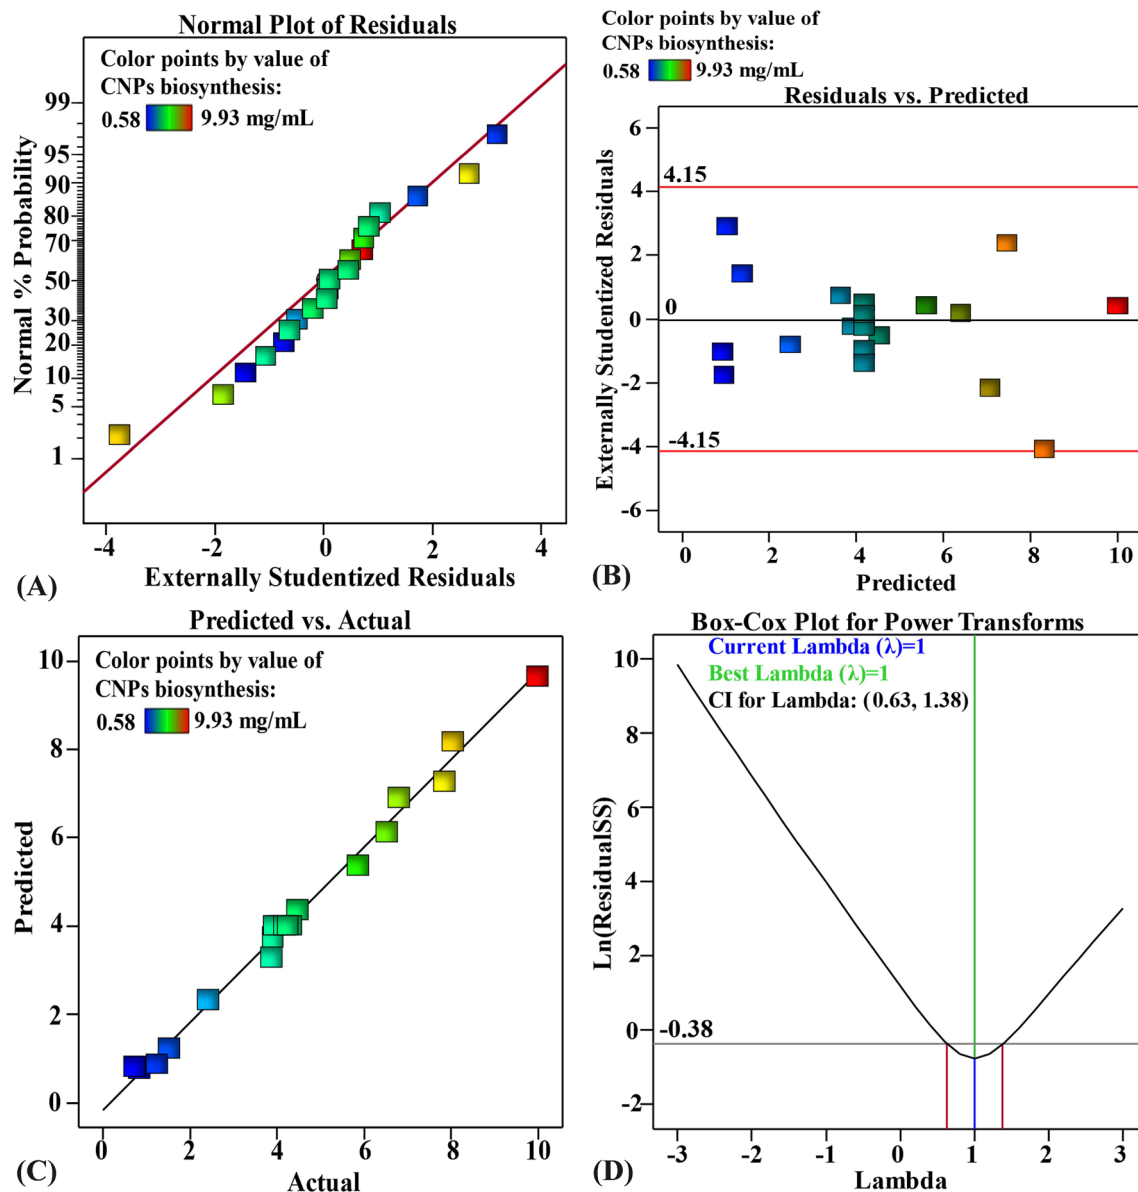 Normal Plot of Residuals
Color points by value of
CNPs biosynthesis:
0.58 9.93 mg/mL
Normal % Probability
99
95
90
80
70
50
30
20
10
5
1
-4 -2 0 2 4
Externally Studentized Residuals
(A)
Color points by value of
CNPs biosynthesis:
0.58 9.93 mg/mL
Residuals vs. Predicted
Externally Studentized Residuals
6
4
2
0
-2
-4
-6
4.15
0
-4.15
0 2 4 6 8 10
Predicted
(B)
Predicted vs. Actual
Color points by value of
CNPs biosynthesis:
0.58 9.93 mg/mL
Predicted
10
8
6
4
2
0
0 2 4 6 8 10
Actual
(C)
Box-Cox Plot for Power Transforms
Current Lambda (λ)=1
Best Lambda (λ)=1
CI for Lambda: (0.63, 1.38)
Ln(ResidualSS)
10
8
6
4
2
0
-2
-0.38
-3 -2 -1 0 1 2 3
Lambda
(D)